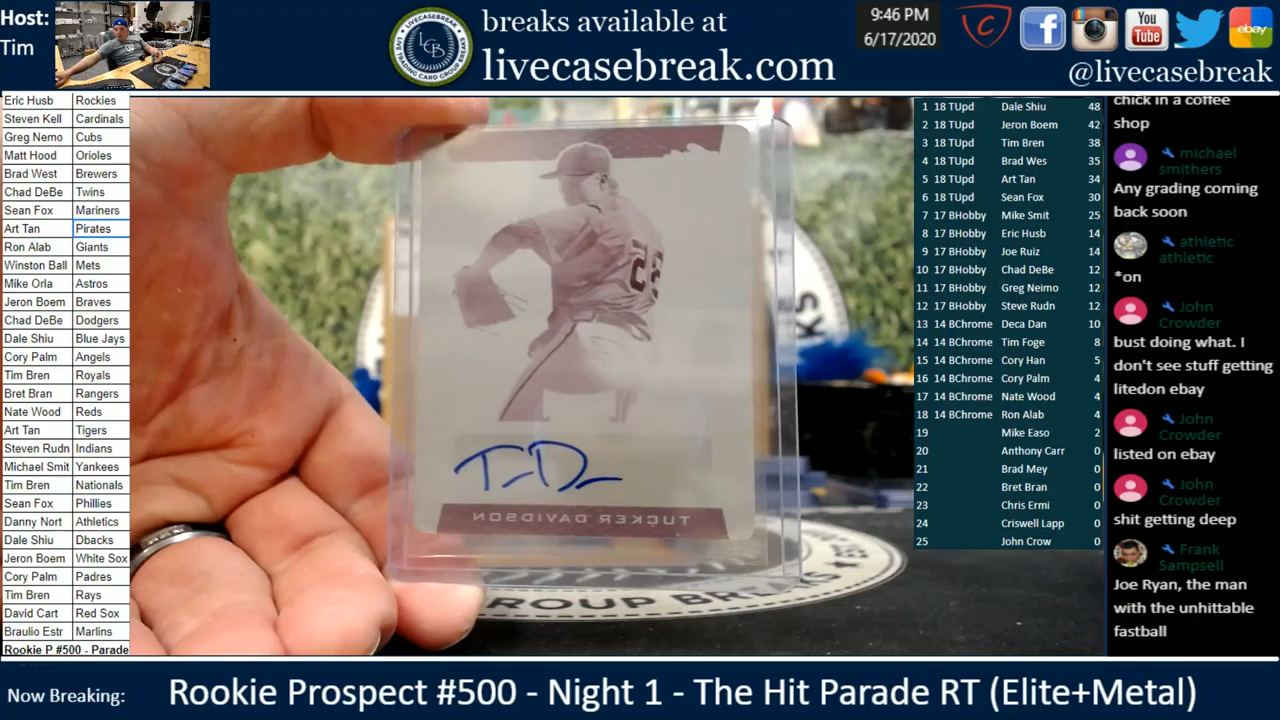 Host:
Tim
LCB
LIVE CASE BREAKS
breaks available at
livecasebreak.com
9:46 PM
6/17/2020
You
Tube
ebay
@livecasebreak
Eric Husb Rockies
Steven Kell Cardinals
Greg Nemo Cubs
Matt Hood Orioles
Brad West Brewers
Chad DeBe Twins
Sean Fox Mariners
Art Tan Pirates
Ron Alab Giants
Winston Ball Mets
Mike Orla Astros
Jeron Boem Braves
Chad DeBe Dodgers
Dale Shiu Blue Jays
Cory Palm Angels
Tim Bren Royals
Bret Bran Rangers
Nate Wood Reds
Art Tan Tigers
Steven Rudn Indians
Michael Smit Yankees
Tim Bren Nationals
Sean Fox Phillies
Danny Nort Athletics
Dale Shiu Dbacks
Jeron Boem White Sox
Cory Palm Padres
Tim Bren Rays
David Cart Red Sox
Braulio Estr Marlins
Rookie P #500 - Parade
TUCKER DAVIDSON
GROUP BREAKS
1 18 TUpd Dale Shiu 48
2 18 TUpd Jeron Boem 42
3 18 TUpd Tim Bren 38
4 18 TUpd Brad Wes 35
5 18 TUpd Art Tan 34
6 18 TUpd Sean Fox 30
7 17 BHobby Mike Smit 25
8 17 BHobby Eric Husb 14
9 17 BHobby Joe Ruiz 14
10 17 BHobby Chad DeBe 12
11 17 BHobby Greg Neimo 12
12 17 BHobby Steve Rudn 12
13 14 BChrome Deca Dan 10
14 14 BChrome Tim Foge 8
15 14 BChrome Cory Han 5
16 14 BChrome Cory Palm 4
17 14 BChrome Nate Wood 4
18 14 BChrome Ron Alab 4
19 Mike Easo 2
20 Anthony Carr 0
21 Brad Mey 0
22 Bret Bran 0
23 Chris Ermi 0
24 Criswell Lapp 0
25 John Crow 0
chick in a coffee
shop
michael
smithers
Any grading coming
back soon
athletic
athletic
*on
John
Crowder
bust doing what. I
don't see stuff getting
litedon ebay
John
Crowder
listed on ebay
John
Crowder
shit getting deep
Frank
Sampsell
Joe Ryan, the man
with the unhittable
fastball
Now Breaking:
Rookie Prospect #500 - Night 1 - The Hit Parade RT (Elite+Metal)